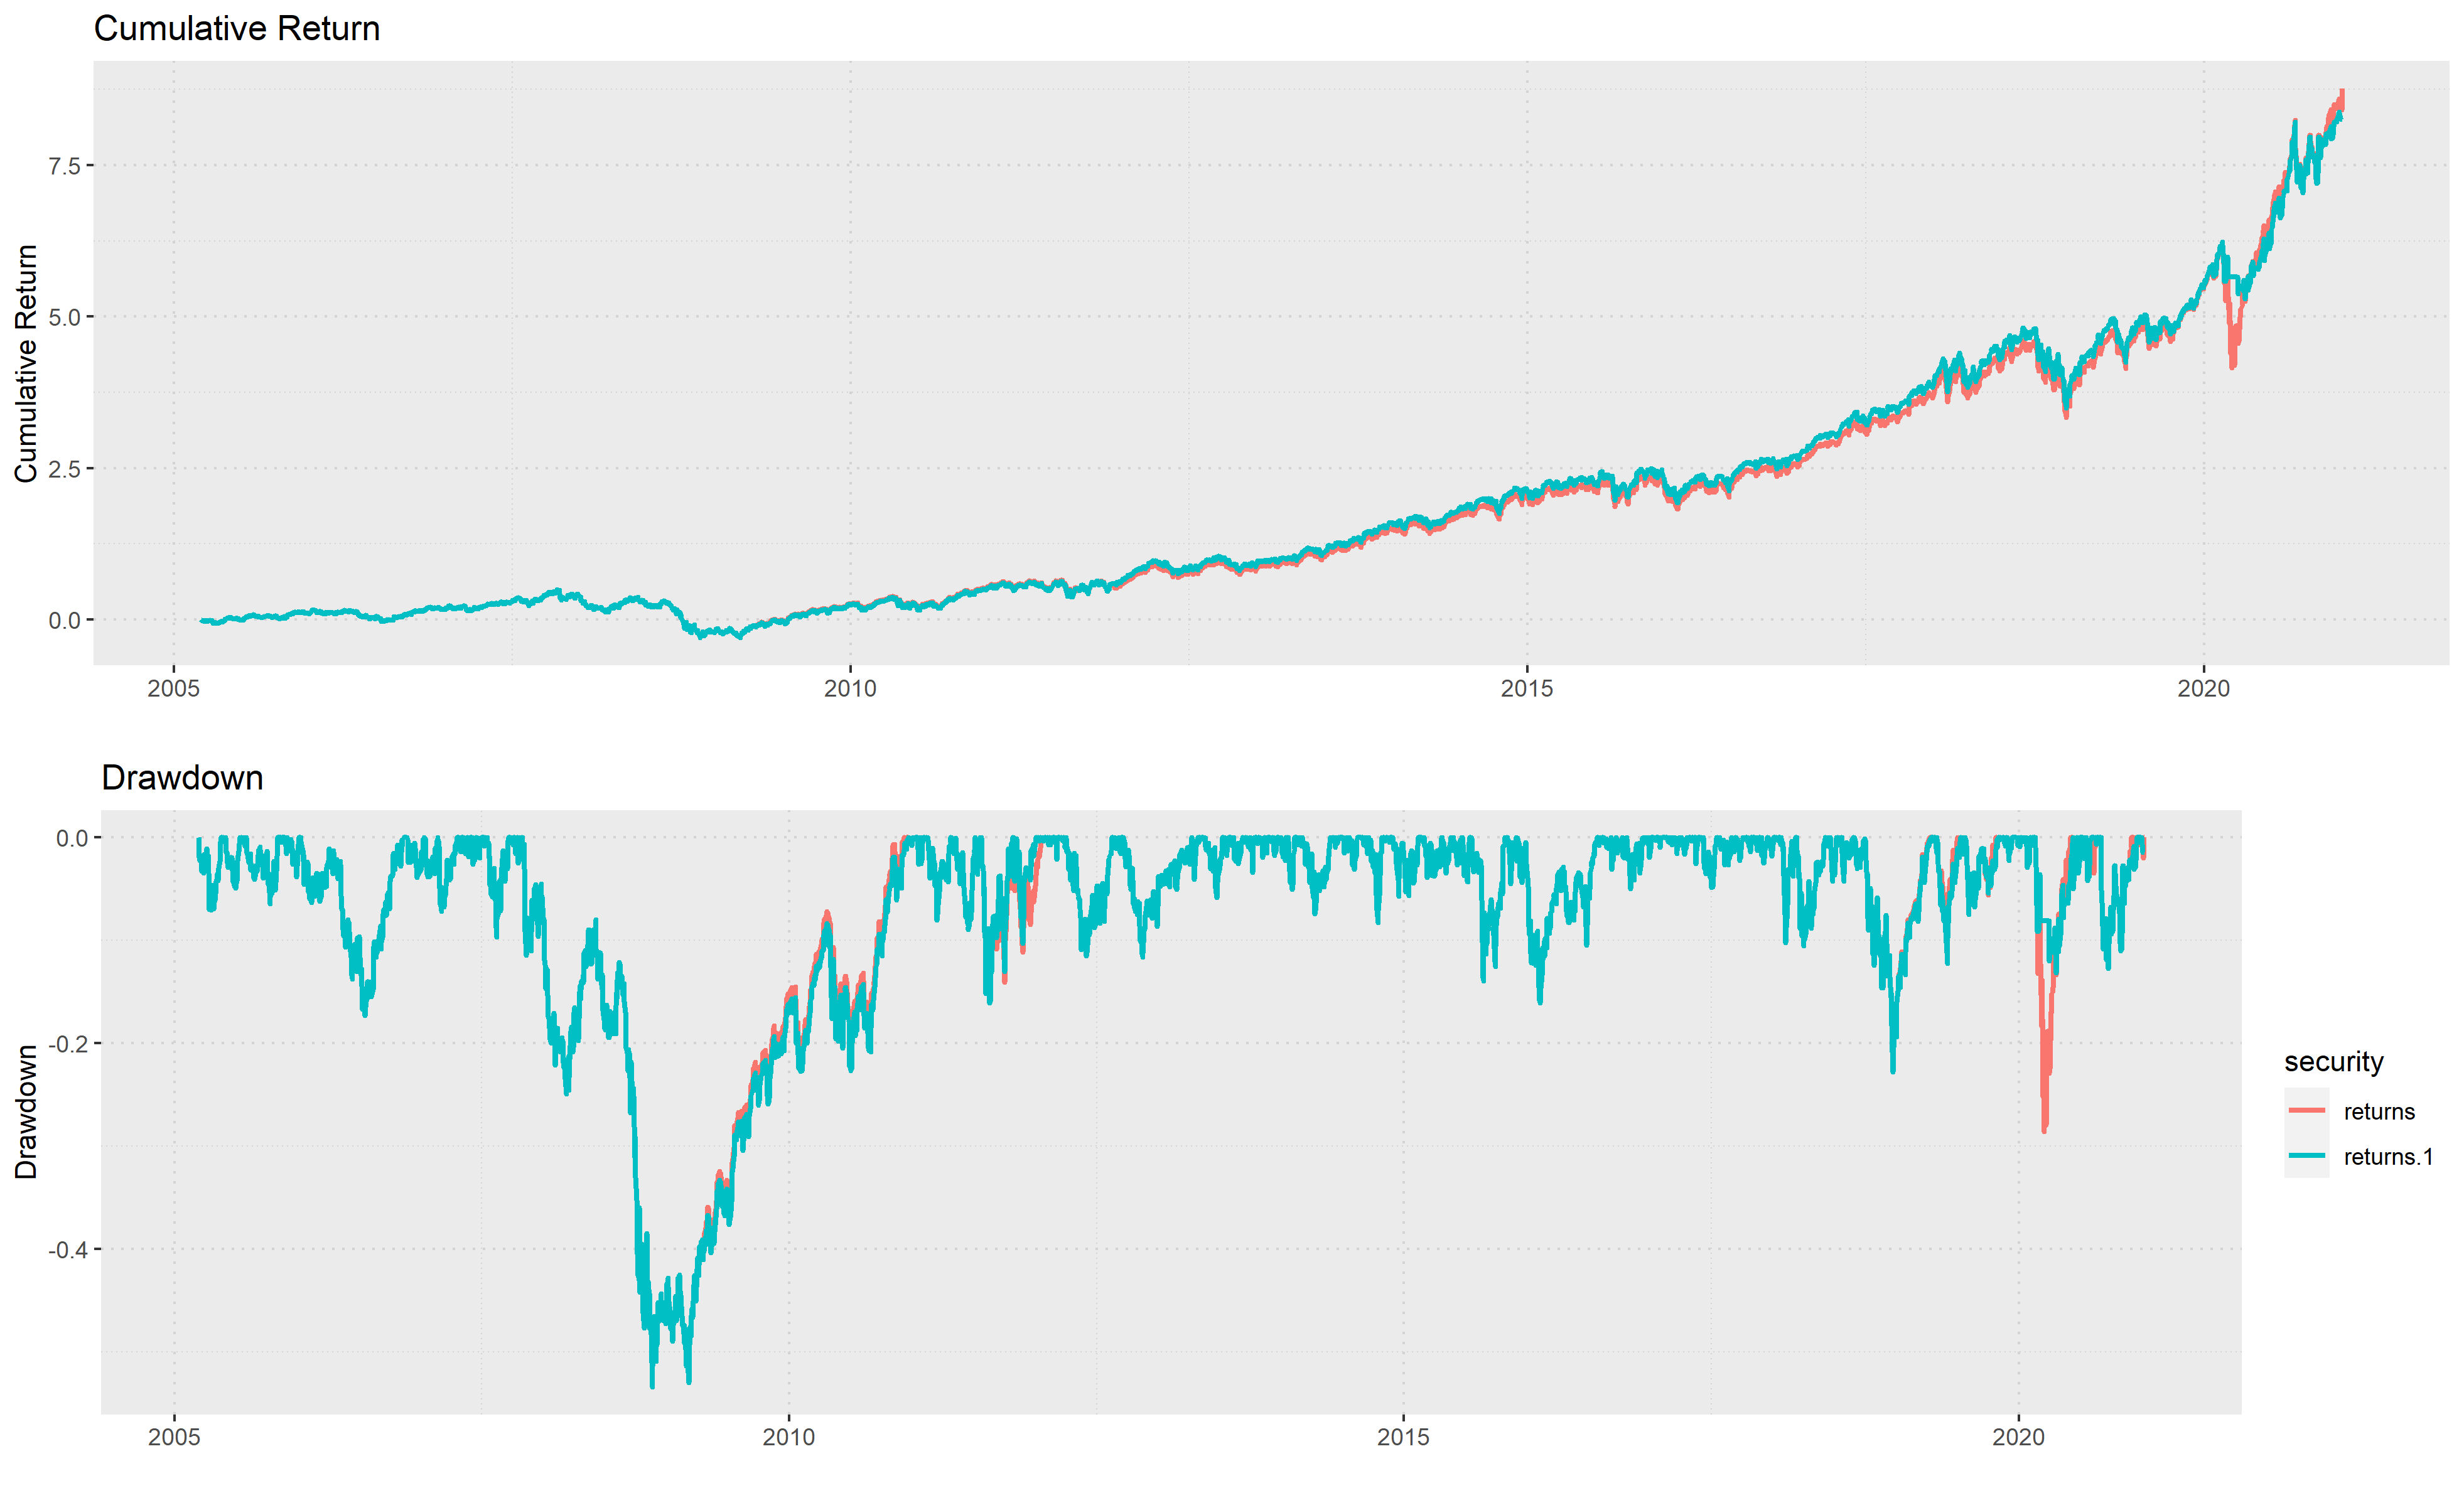 Cumulative Return
Cumulative Return
7.5
5.0
2.5
0.0
2005 2010 2015 2020
Drawdown
Drawdown
0.0
-0.2
-0.4
2005 2010 2015 2020
security
returns
returns.1